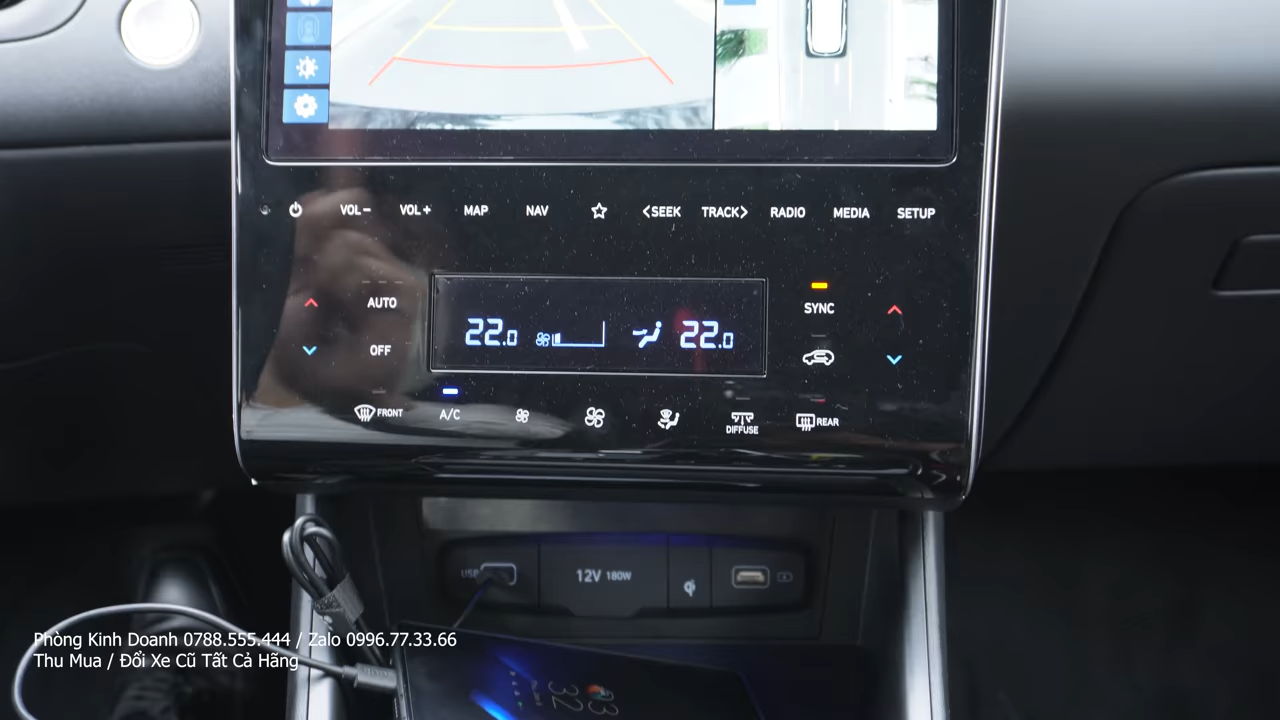 VOL− VOL+ MAP NAV <SEEK TRACK> RADIO MEDIA SETUP
AUTO SYNC
22.0 22.0
OFF
FRONT A/C DIFFUSE REAR
USB 12V 180W
Phòng Kinh Doanh 0788.555.444 / Zalo 0996.77.33.66
Thu Mua / Đổi Xe Cũ Tất Cả Hãng